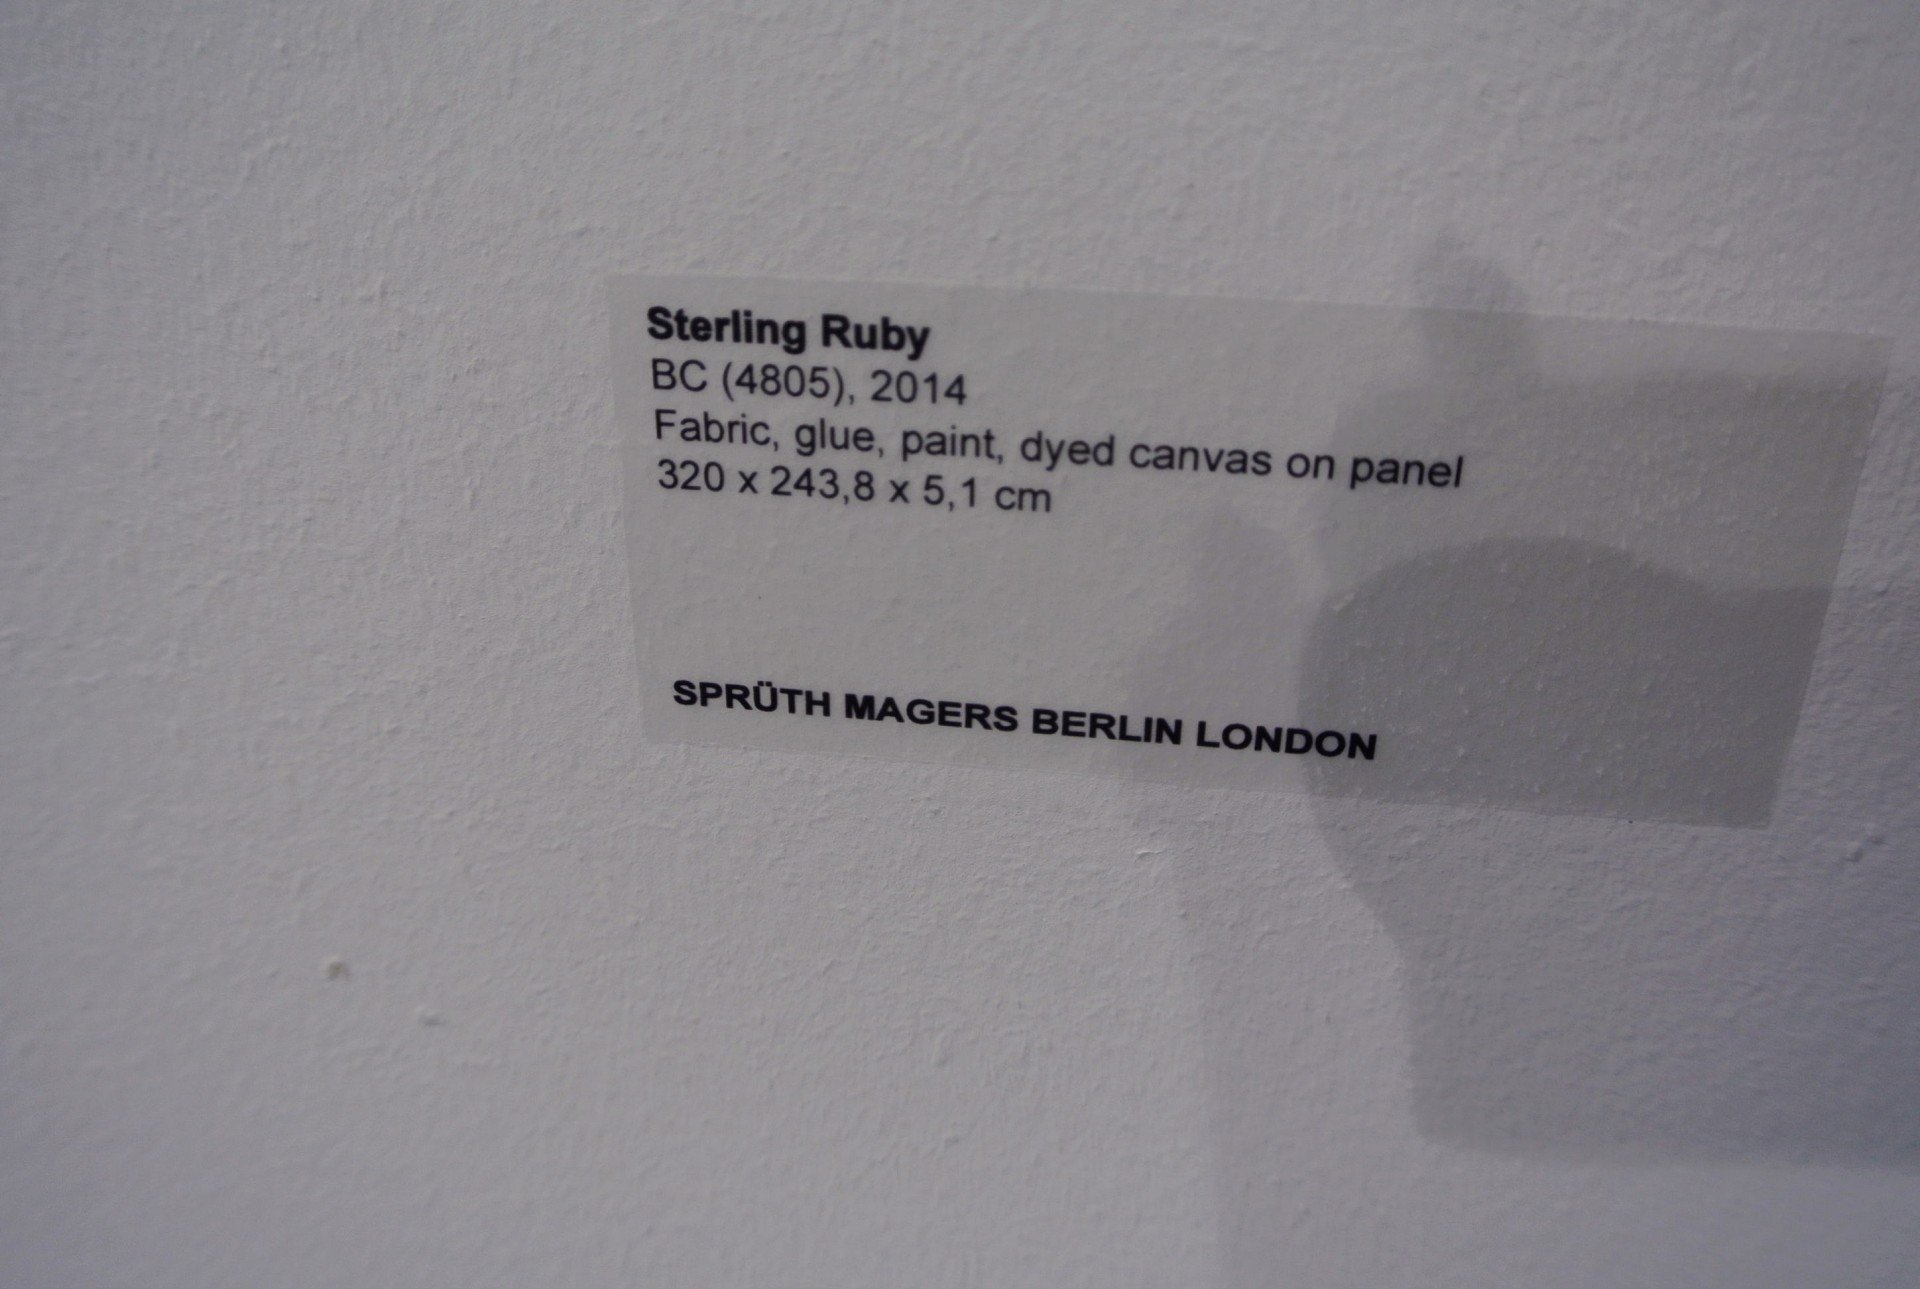 Sterling Ruby
BC (4805), 2014
Fabric, glue, paint, dyed canvas on panel
320 x 243,8 x 5,1 cm
SPRÜTH MAGERS BERLIN LONDON